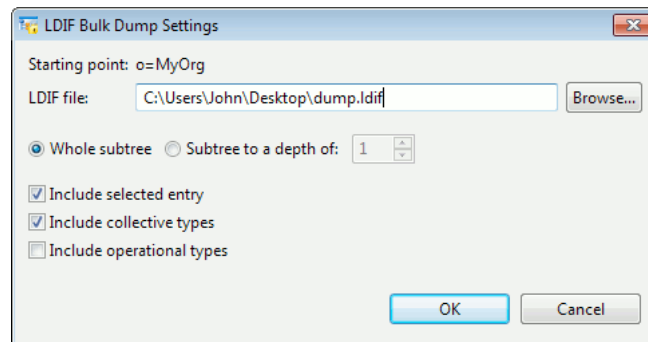 LDIF Bulk Dump Settings
Starting point: o=MyOrg
LDIF file: C:\Users\John\Desktop\dump.ldif Browse...
Whole subtree Subtree to a depth of: 1
Include selected entry
Include collective types
Include operational types
OK Cancel